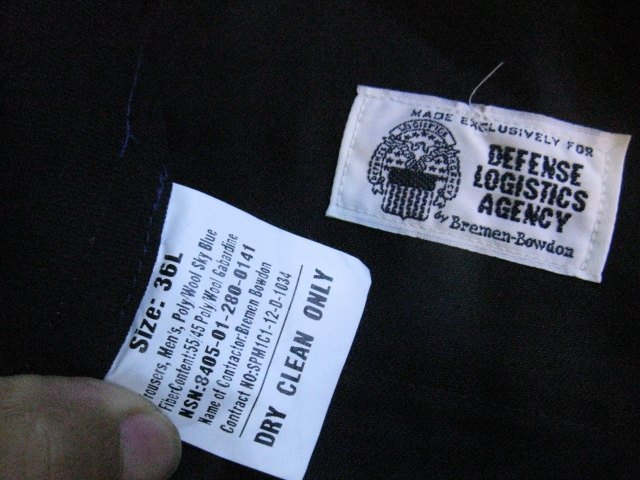 Size: 36L
rousers, Men's, Poly Wool Sky Blue
FiberContent:55/45 Poly Wool Gabardine
NSN:8405-01-280-0141
Name of Contractor:Bremen Bowdon
Contract NO:SPM1C1-12-D-1034
DRY CLEAN ONLY
MADE EXCLUSIVELY FOR
DEFENSE
LOGISTICS
AGENCY
by Bremen-Bowdon